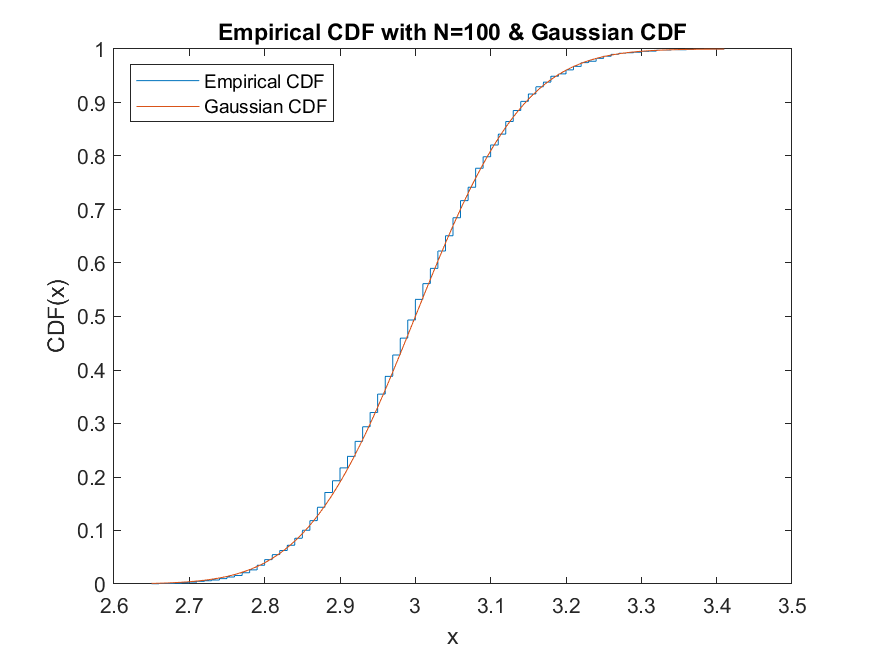 Empirical CDF with N=100 & Gaussian CDF
Empirical CDF
Gaussian CDF
CDF(x)
1
0.9
0.8
0.7
0.6
0.5
0.4
0.3
0.2
0.1
0
2.6 2.7 2.8 2.9 3 3.1 3.2 3.3 3.4 3.5
x